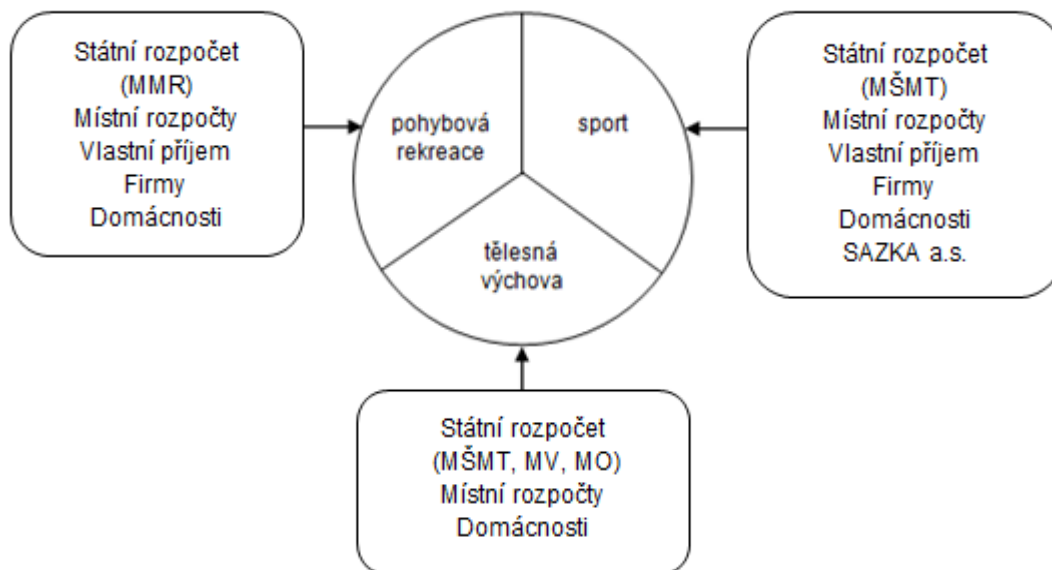 Státní rozpočet
(MMR)
Místní rozpočty
Vlastní příjem
Firmy
Domácnosti
pohybová
rekreace
sport
tělesná
výchova
Státní rozpočet
(MŠMT)
Místní rozpočty
Vlastní příjem
Firmy
Domácnosti
SAZKA a.s.
Státní rozpočet
(MŠMT, MV, MO)
Místní rozpočty
Domácnosti